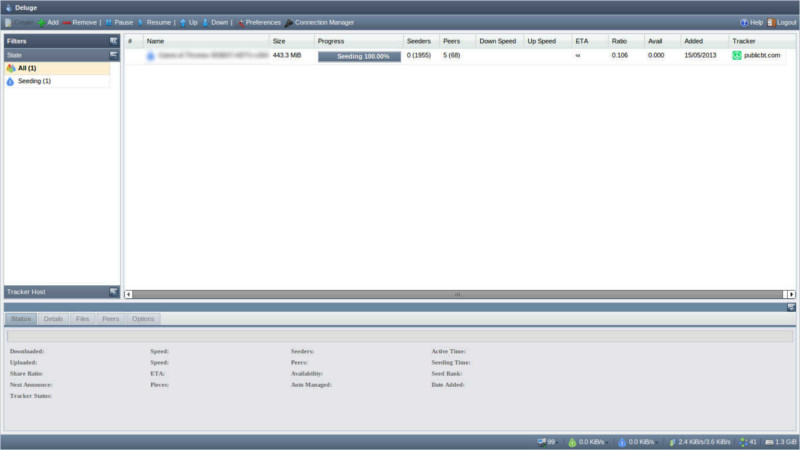 Deluge
Create Add Remove | Pause Resume | Up Down | Preferences Connection Manager Help Logout
Filters
State
All (1)
Seeding (1)
Tracker Host
# Name Size Progress Seeders Peers Down Speed Up Speed ETA Ratio Avail Added Tracker
443.3 MiB Seeding 100.00% 0 (1955) 5 (68) ∞ 0.106 0.000 15/05/2013 publicbt.com
Status Details Files Peers Options
Downloaded: Speed: Seeders: Active Time:
Uploaded: Speed: Peers: Seeding Time:
Share Ratio: ETA: Availability: Seed Rank:
Next Announce: Pieces: Auto Managed: Date Added:
Tracker Status:
99 0.0 KiB/s 0.0 KiB/s 2.4 KiB/s/3.6 KiB/s 41 1.3 GiB